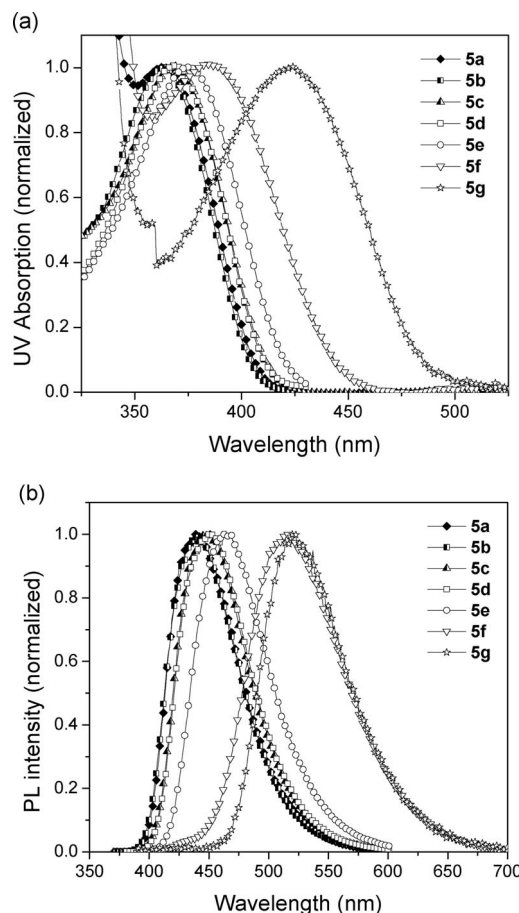 (a)
UV Absorption (normalized)
1.0
0.8
0.6
0.4
0.2
0.0
5a
5b
5c
5d
5e
5f
5g
350 400 450 500
Wavelength (nm)
(b)
PL intensity (normalized)
1.0
0.8
0.6
0.4
0.2
0.0
5a
5b
5c
5d
5e
5f
5g
350 400 450 500 550 600 650 700
Wavelength (nm)